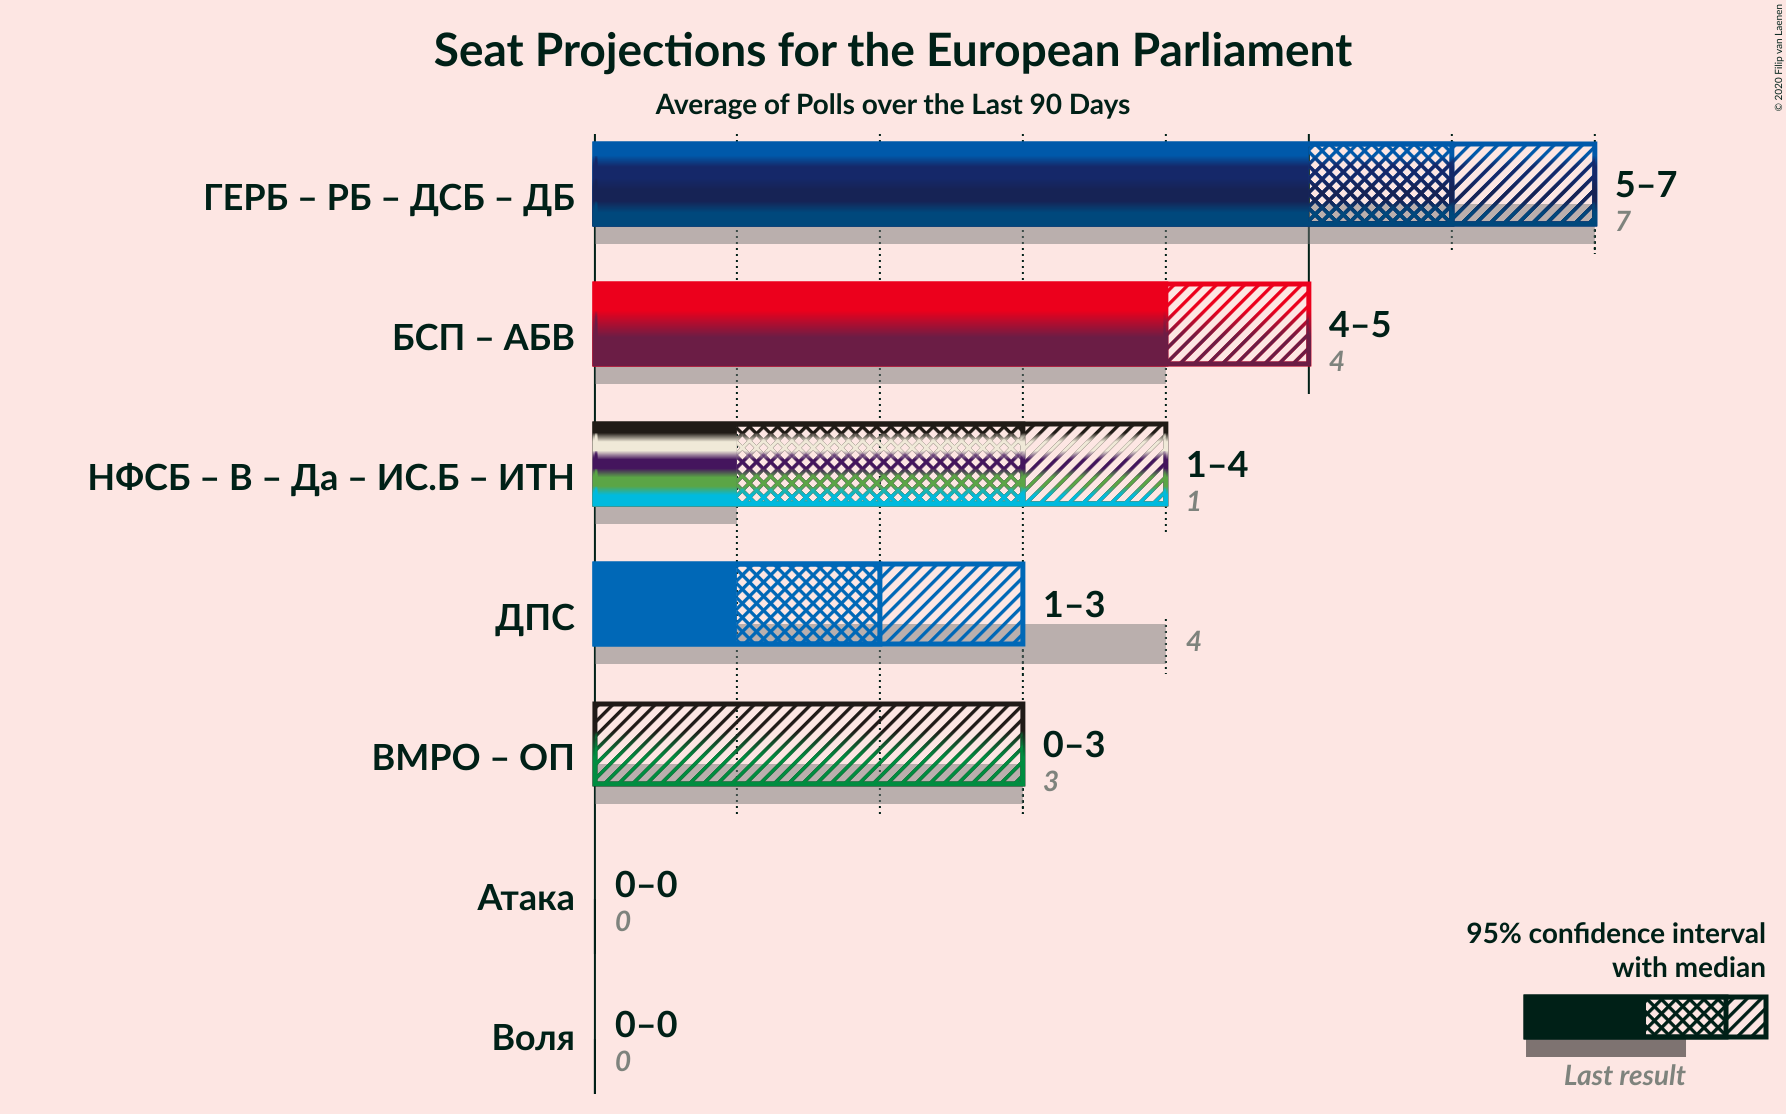 Seat Projections for the European Parliament
Average of Polls over the Last 90 Days
© 2020 Filip van Laenen
ГЕРБ – РБ – ДСБ – ДБ
5–7
7
БСП – АБВ
4–5
4
НФСБ – В – Да – ИС.Б – ИТН
1–4
1
ДПС
1–3
4
ВМРО – ОП
0–3
3
Атака
0–0
0
Воля
0–0
0
95% confidence interval
with median
Last result